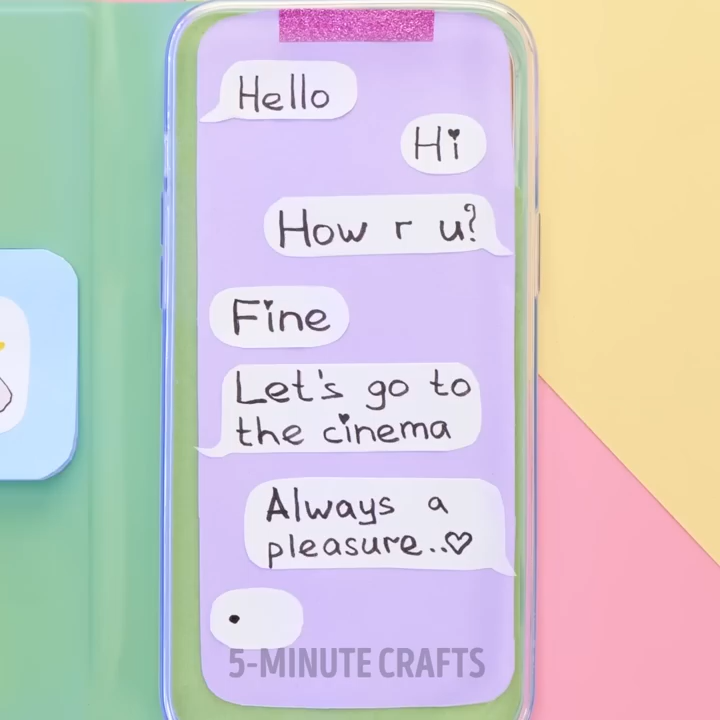 Hello
Hi
How r u?
Fine
Let's go to
the cinema
Always a
pleasure..♡
.
5-MINUTE CRAFTS